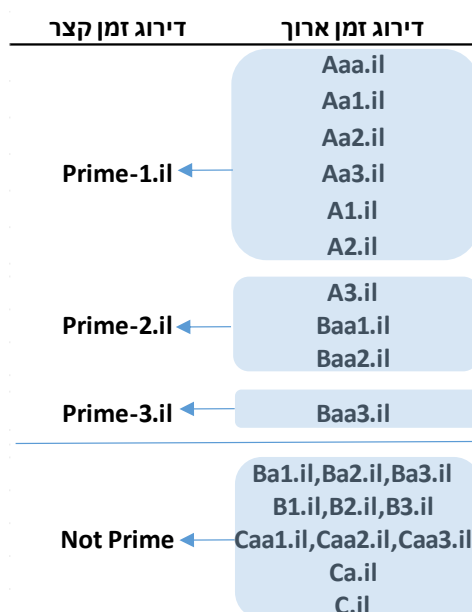 דירוג זמן ארוך דירוג זמן קצר
Aaa.il
Aa1.il
Aa2.il
Prime-1.il Aa3.il
A1.il
A2.il
A3.il
Prime-2.il Baa1.il
Baa2.il
Prime-3.il Baa3.il
Ba1.il,Ba2.il,Ba3.il
B1.il,B2.il,B3.il
Not Prime Caa1.il,Caa2.il,Caa3.il
Ca.il
C.il